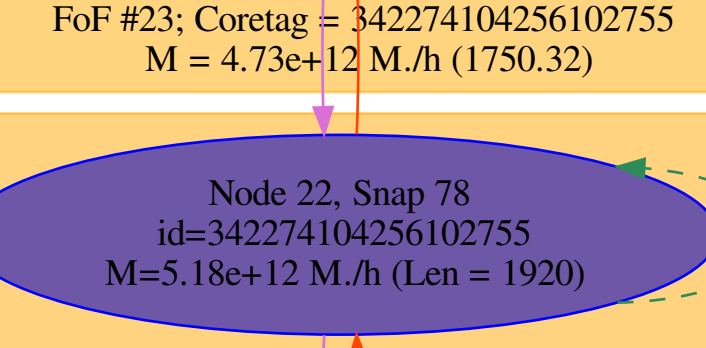 FoF #23; Coretag = 342274104256102755
M = 4.73e+12 M./h (1750.32)
Node 22, Snap 78
id=342274104256102755
M=5.18e+12 M./h (Len = 1920)